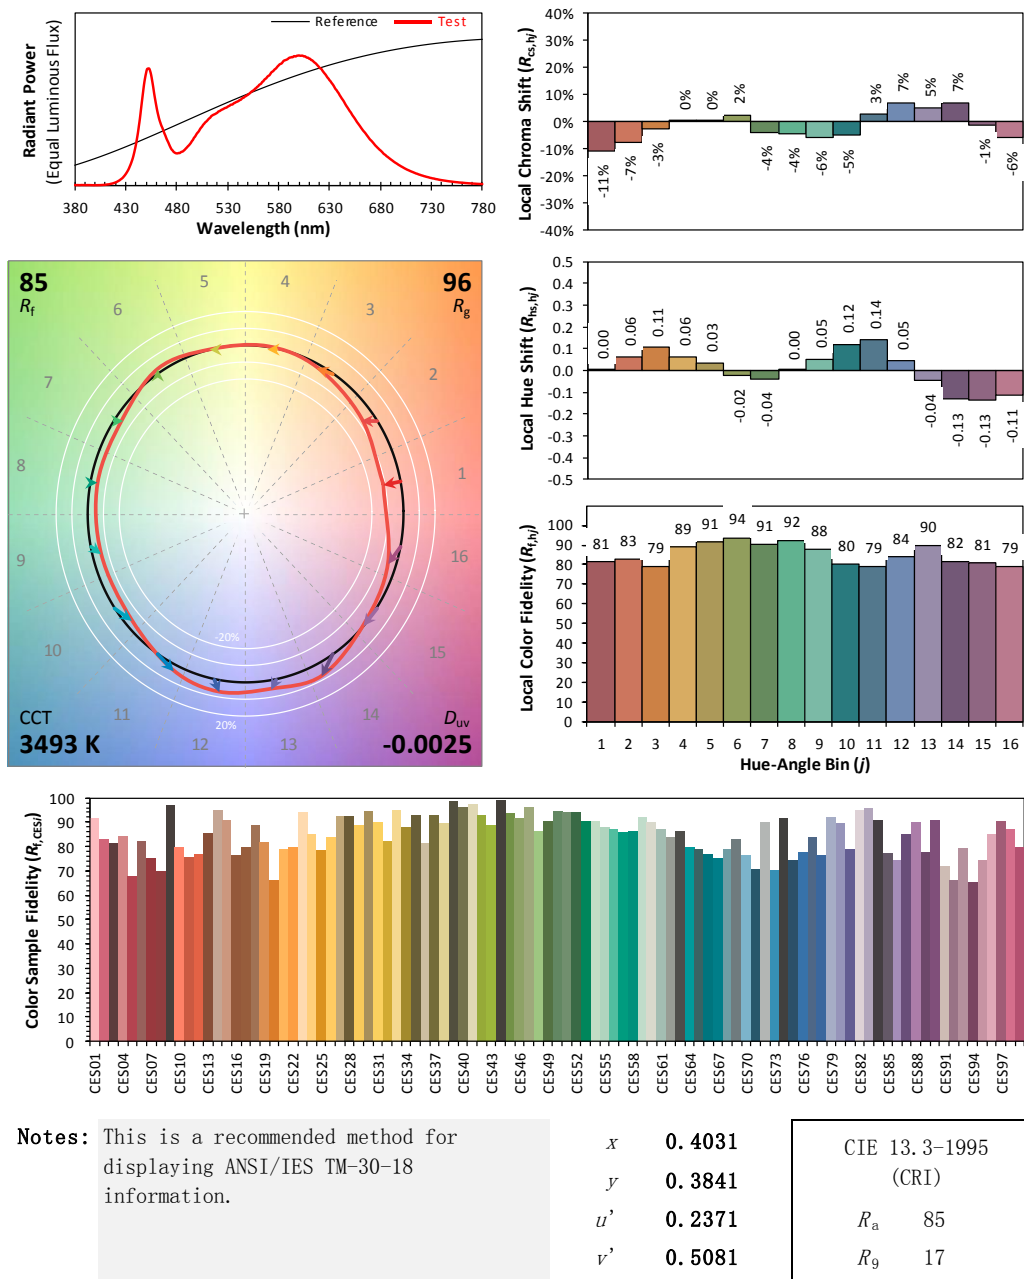 Radiant Power
(Equal Luminous Flux)
Reference Test
380 430 480 530 580 630 680 730 780
Wavelength (nm)
Local Chroma Shift (Rcs,hj)
40%
30%
20%
10%
0%
-10%
-20%
-30%
-40%
-11% -7% -3% 0% 0% 2% -4% -4% -6% -5% 3% 7% 5% 7% -1% -6%
85
Rf
96
Rg
1
2
3
4
5
6
7
8
9
10
11
12
13
14
15
16
-20%
20%
CCT
3493 K
Duv
-0.0025
Local Hue Shift (Rhs,hj)
0.5
0.4
0.3
0.2
0.1
0.0
-0.1
-0.2
-0.3
-0.4
-0.5
0.00 0.06 0.11 0.06 0.03 -0.02 -0.04 0.00 0.05 0.12 0.14 0.05 -0.04 -0.13 -0.13 -0.11
Local Color Fidelity (Rf,hj)
100
90
80
70
60
50
40
30
20
10
0
81 83 79 89 91 94 91 92 88 80 79 84 90 82 81 79
1 2 3 4 5 6 7 8 9 10 11 12 13 14 15 16
Hue-Angle Bin (j)
Color Sample Fidelity (Rf,CESi)
100
90
80
70
60
50
40
30
20
10
0
CES01 CES04 CES07 CES10 CES13 CES16 CES19 CES22 CES25 CES28 CES31 CES34 CES37 CES40 CES43 CES46 CES49 CES52 CES55 CES58 CES61 CES64 CES67 CES70 CES73 CES76 CES79 CES82 CES85 CES88 CES91 CES94 CES97
Notes: This is a recommended method for
displaying ANSI/IES TM-30-18
information.
x 0.4031
y 0.3841
u' 0.2371
v' 0.5081
CIE 13.3-1995
(CRI)
Ra 85
R9 17